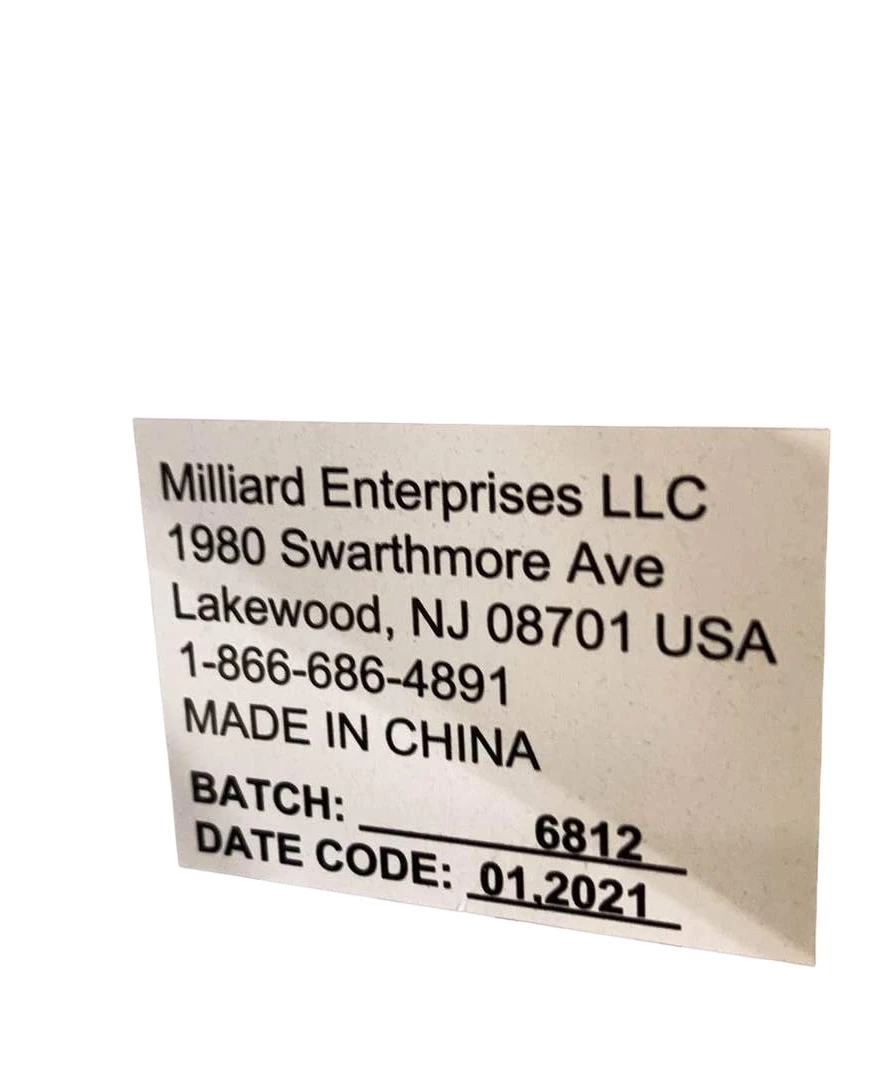 Milliard Enterprises LLC
1980 Swarthmore Ave
Lakewood, NJ 08701 USA
1-866-686-4891
MADE IN CHINA
BATCH: 6812
DATE CODE: 01.2021